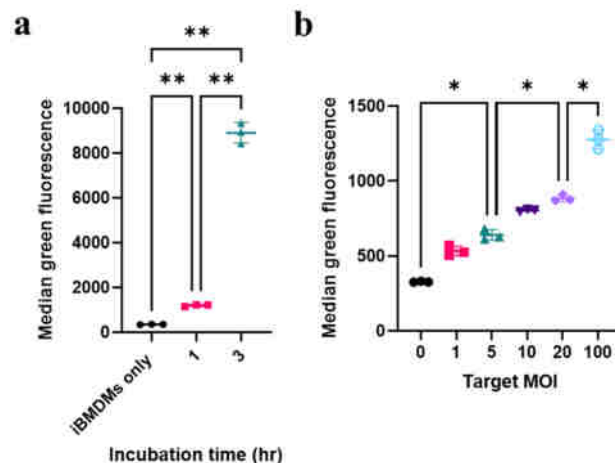 a
**
** **
Median green fluorescence
10000
8000
6000
4000
2000
0
iBMDMs only 1 3
Incubation time (hr)
b
* * *
Median green fluorescence
1500
1000
500
0
0 1 5 10 20 100
Target MOI